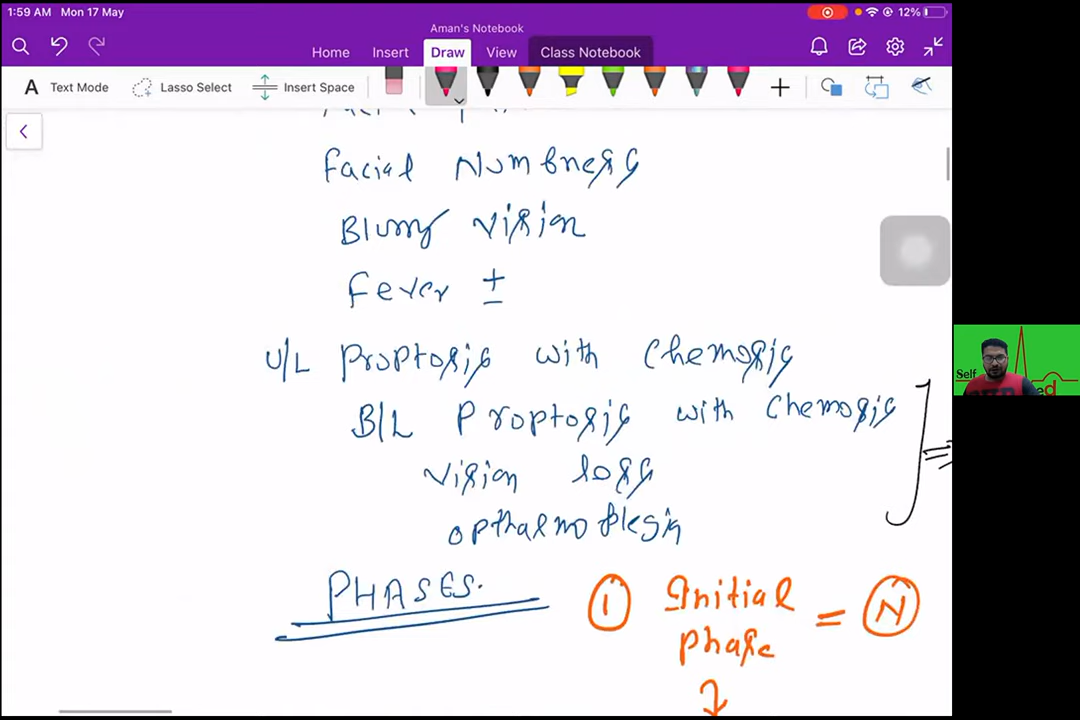 1:59 AM Mon 17 May
12%
Aman's Notebook
Home Insert Draw View Class Notebook
A Text Mode Lasso Select Insert Space
Facial Numbness
Blurry vision
Fever ±
U/L Proptosis with Chemosis
B/L Proptosis with Chemosis
vision loss
opthalmoplegia
PHASES.
1 Initial = N
phase
Self
ed